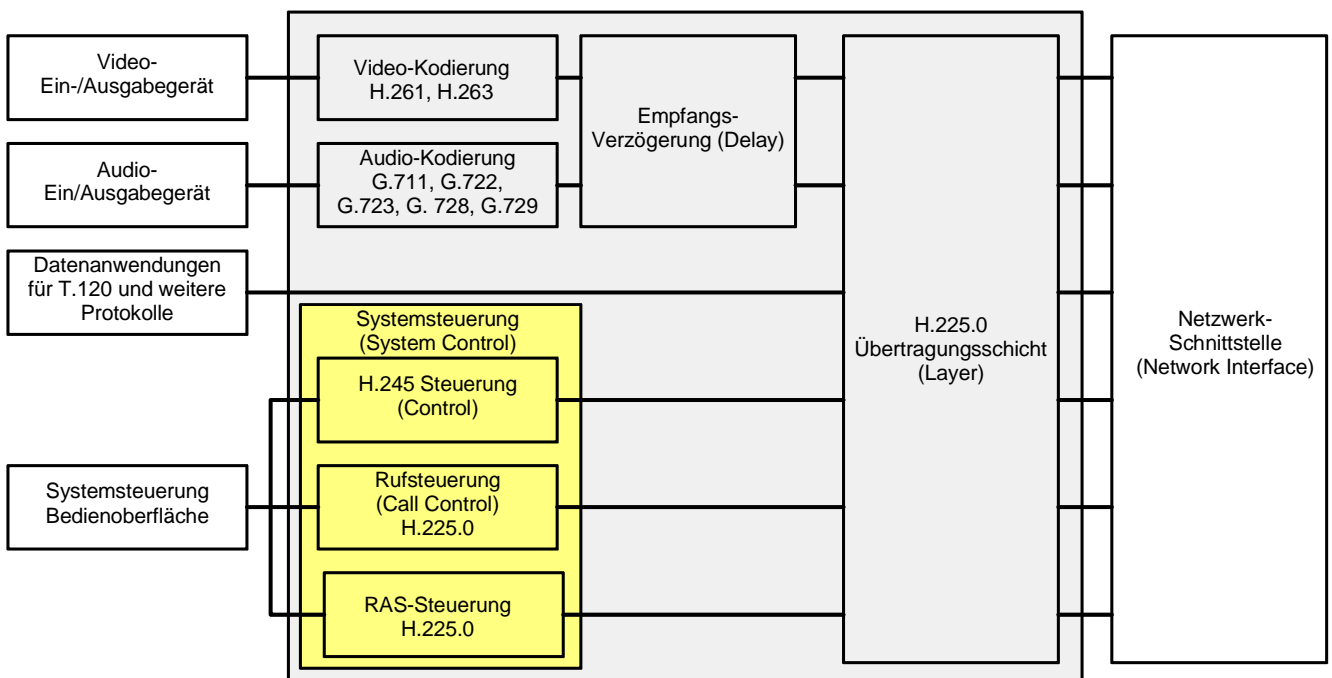 Video-
Ein-/Ausgabegerät
Video-Kodierung
H.261, H.263
Empfangs-
Verzögerung (Delay)
Audio-
Ein/Ausgabegerät
Audio-Kodierung
G.711, G.722,
G.723, G. 728, G.729
Datenanwendungen
für T.120 und weitere
Protokolle
Systemsteuerung
(System Control)
H.245 Steuerung
(Control)
Systemsteuerung
Bedienoberfläche
Rufsteuerung
(Call Control)
H.225.0
RAS-Steuerung
H.225.0
H.225.0
Übertragungsschicht
(Layer)
Netzwerk-
Schnittstelle
(Network Interface)